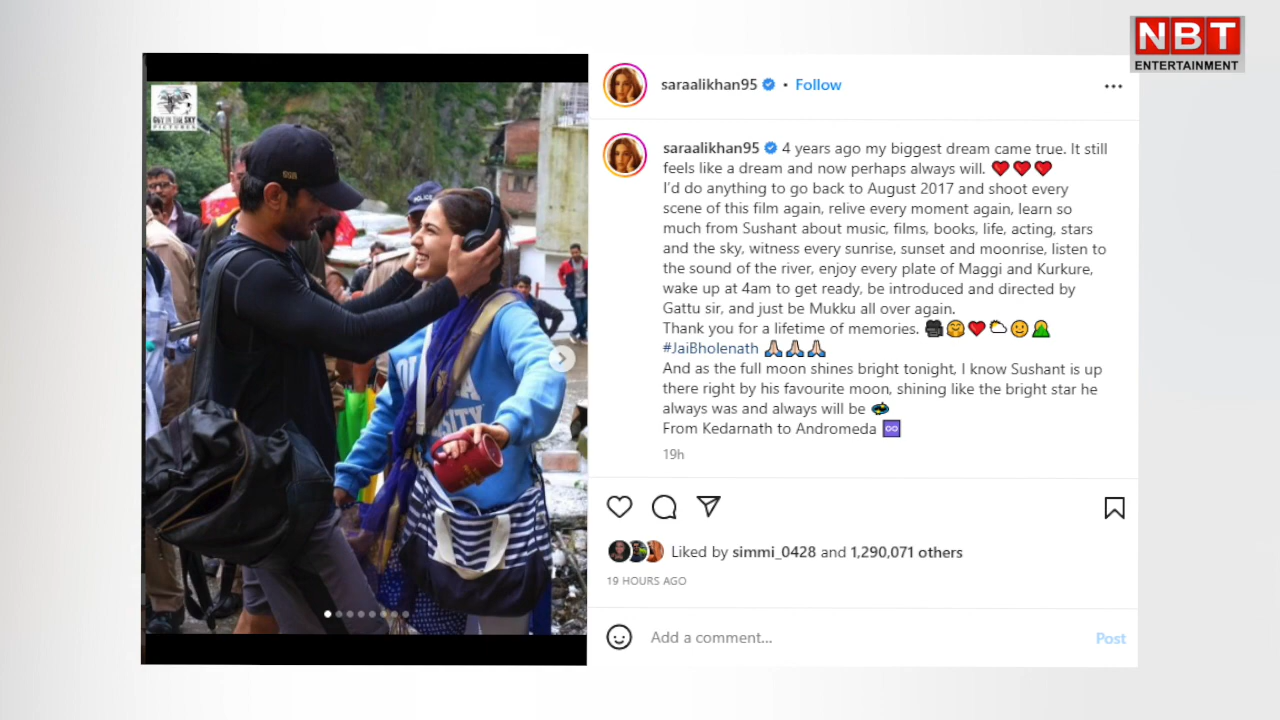 NBT
ENTERTAINMENT
GUY IN THE SKY
PICTURES
POLICE
saraalikhan95 • Follow
saraalikhan95 4 years ago my biggest dream came true. It still
feels like a dream and now perhaps always will. ❤️❤️❤️
I'd do anything to go back to August 2017 and shoot every
scene of this film again, relive every moment again, learn so
much from Sushant about music, films, books, life, acting, stars
and the sky, witness every sunrise, sunset and moonrise, listen to
the sound of the river, enjoy every plate of Maggi and Kurkure,
wake up at 4am to get ready, be introduced and directed by
Gattu sir, and just be Mukku all over again.
Thank you for a lifetime of memories. 🎥🤗❤️🌥️🙂🛕
#JaiBholenath 🙏🏻🙏🏻🙏🏻
And as the full moon shines bright tonight, I know Sushant is up
there right by his favourite moon, shining like the bright star he
always was and always will be 💫
From Kedarnath to Andromeda ♾️
19h
Liked by simmi_0428 and 1,290,071 others
19 HOURS AGO
Add a comment...
Post